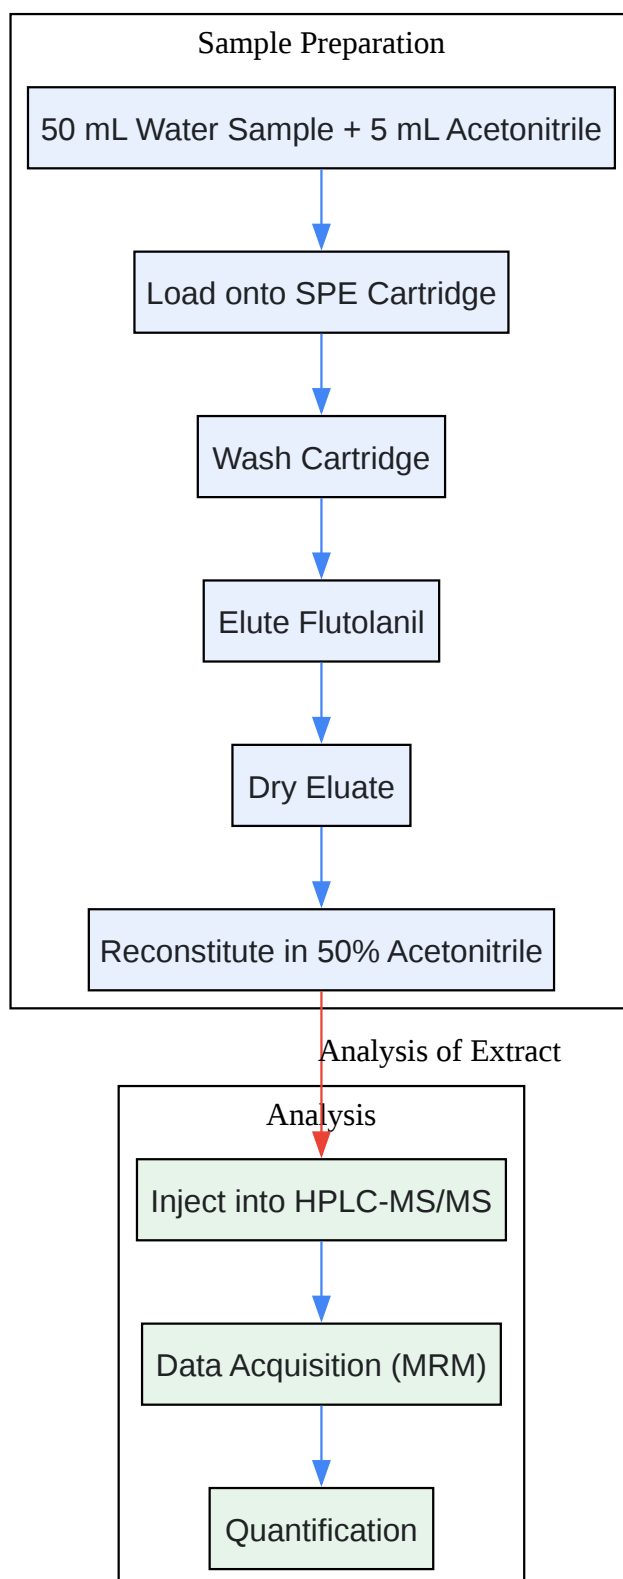 Sample Preparation
50 mL Water Sample + 5 mL Acetonitrile
Load onto SPE Cartridge
Wash Cartridge
Elute Flutolanil
Dry Eluate
Reconstitute in 50% Acetonitrile
Analysis of Extract
Analysis
Inject into HPLC-MS/MS
Data Acquisition (MRM)
Quantification